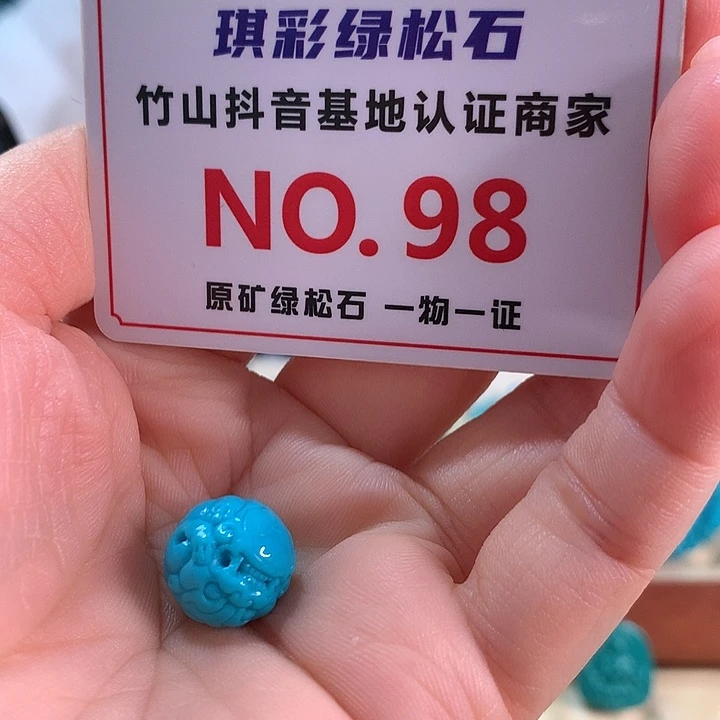 琪彩绿松石
竹山抖音基地认证商家
NO.98
原矿绿松石 一物一证